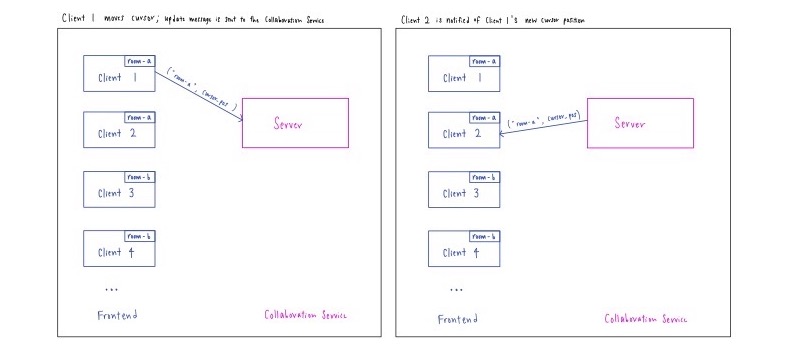 Client 1 moves cursor; update message is sent to the Collaboration Service
room-a
Client 1
("room-a", cursor_pos)
room-a
Client 2
Server
room-b
Client 3
room-b
Client 4
...
Frontend
Collaboration Service
Client 2 is notified of Client 1's new cursor position
room-a
Client 1
room-a
Client 2
("room-a", cursor_pos)
Server
room-b
Client 3
room-b
Client 4
...
Frontend
Collaboration Service